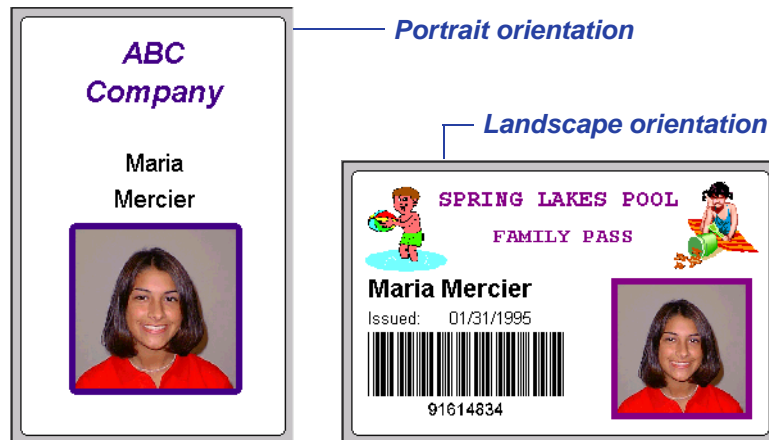 Portrait orientation
ABC
Company
Maria
Mercier
Landscape orientation
SPRING LAKES POOL
FAMILY PASS
Maria Mercier
Issued: 01/31/1995
91614834